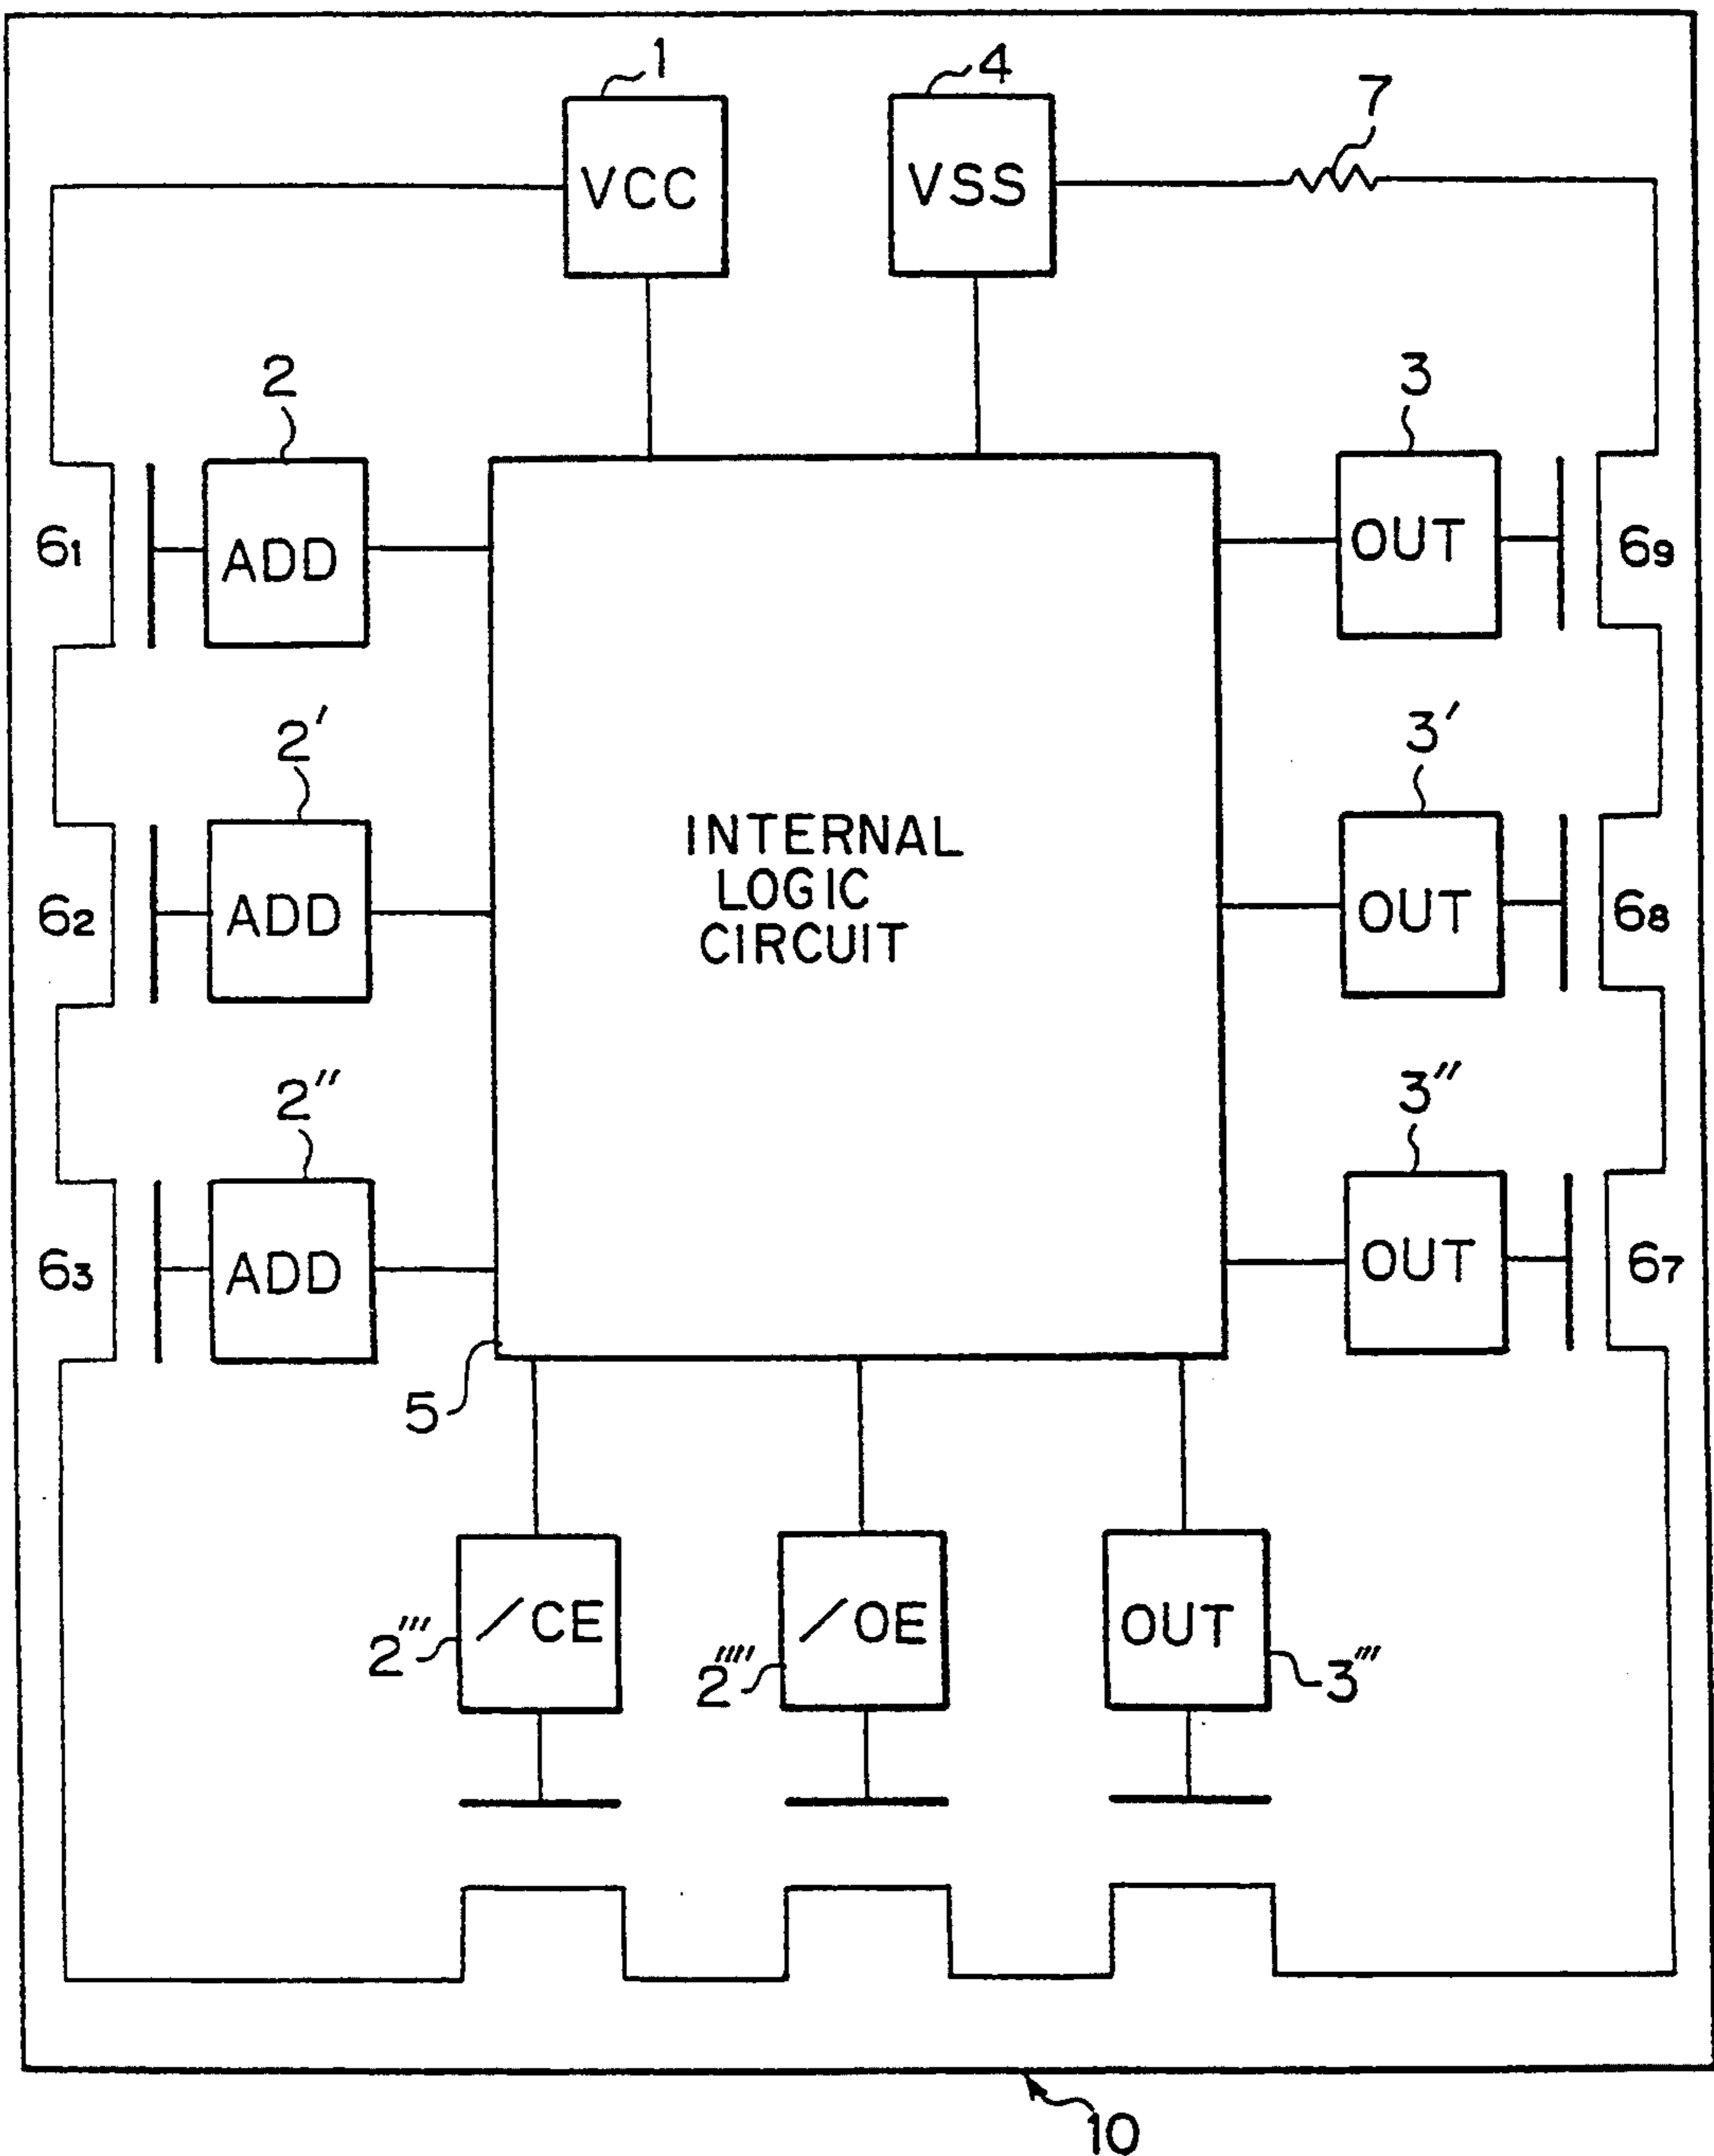 1
4
7
VCC
VSS
2
3
6₁
ADD
OUT
6₉
2'
3'
INTERNAL
LOGIC
CIRCUIT
6₂
ADD
OUT
6₈
2''
3''
6₃
ADD
OUT
6₇
5
2'''
/CE
2''''
/OE
OUT
3'''
10